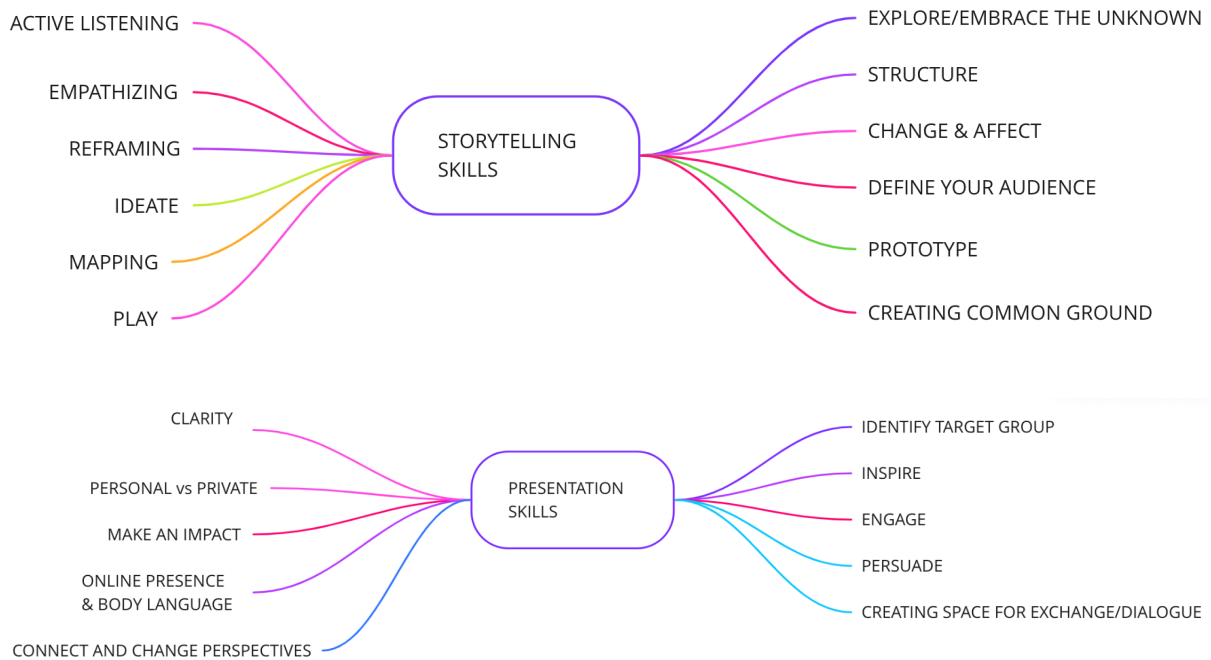 ACTIVE LISTENING
EMPATHIZING
REFRAMING
IDEATE
MAPPING
PLAY
STORYTELLING
SKILLS
EXPLORE/EMBRACE THE UNKNOWN
STRUCTURE
CHANGE & AFFECT
DEFINE YOUR AUDIENCE
PROTOTYPE
CREATING COMMON GROUND
CLARITY
PERSONAL vs PRIVATE
MAKE AN IMPACT
ONLINE PRESENCE
& BODY LANGUAGE
CONNECT AND CHANGE PERSPECTIVES
PRESENTATION
SKILLS
IDENTIFY TARGET GROUP
INSPIRE
ENGAGE
PERSUADE
CREATING SPACE FOR EXCHANGE/DIALOGUE